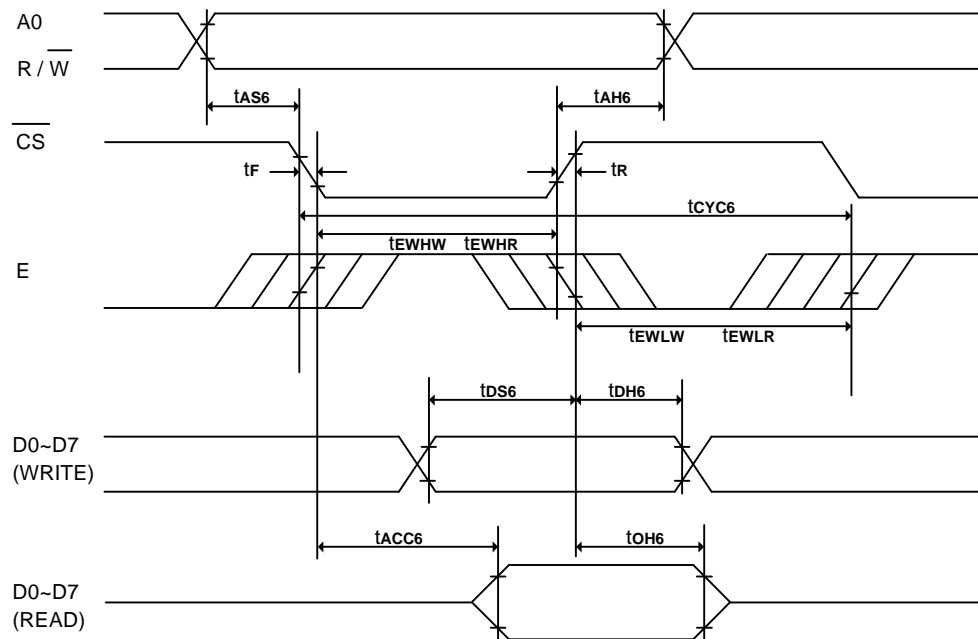 A0
R / W
tAS6 tAH6
CS
tF tR
tCYC6
tEWHW tEWHR
E
tEWLW tEWLR
tDS6 tDH6
D0~D7
(WRITE)
tACC6 tOH6
D0~D7
(READ)